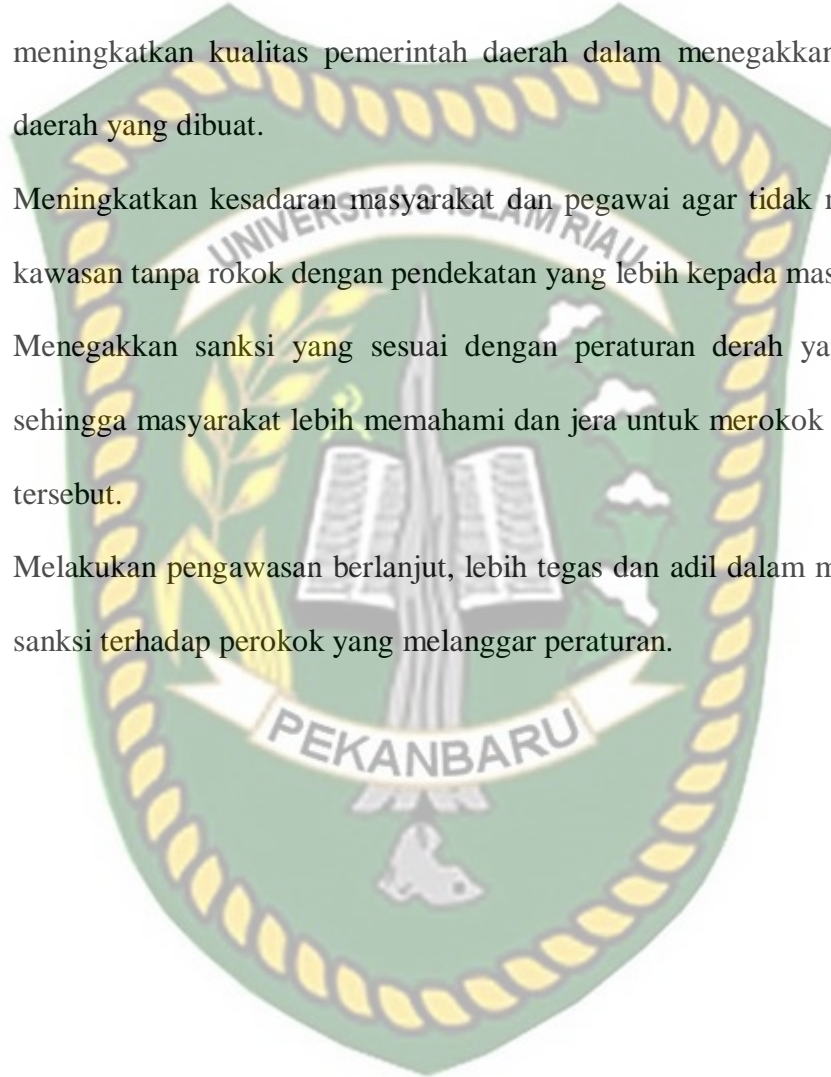 meningkatkan kualitas pemerintah daerah dalam menegakkan
daerah yang dibuat.
UNIVERSITAS ISLAM RIAU
Meningkatkan kesadaran masyarakat dan pegawai agar tidak
kawasan tanpa rokok dengan pendekatan yang lebih kepada mas
Menegakkan sanksi yang sesuai dengan peraturan derah ya
sehingga masyarakat lebih memahami dan jera untuk merokok
tersebut.
Melakukan pengawasan berlanjut, lebih tegas dan adil dalam m
sanksi terhadap perokok yang melanggar peraturan.
PEKANBARU